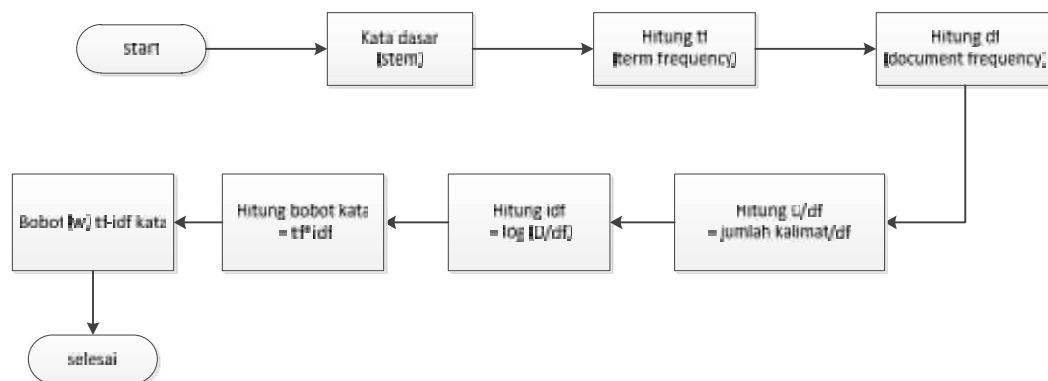 start
Kata dasar
(stem)
Hitung tf
(term frequency)
Hitung df
(document frequency)
Hitung D/df
= jumlah kalimat/df
Hitung idf
= log (D/df)
Hitung bobot kata
= tf*idf
Bobot (w) tf-idf kata
selesai